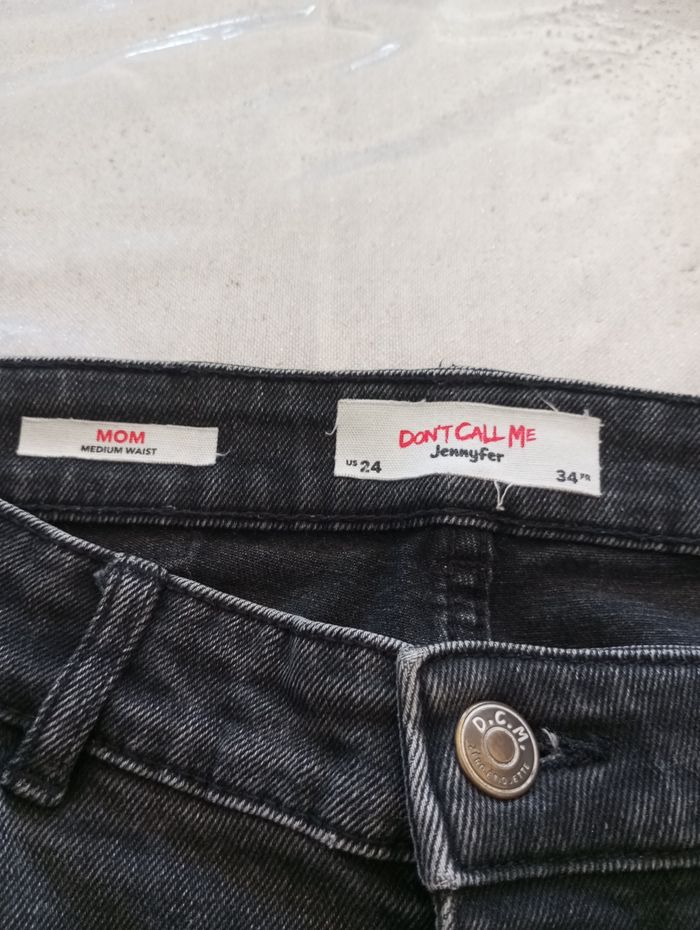 MOM
MEDIUM WAIST
DON'T CALL ME
Jennyfer
US 24
34 FR
D.C.M.